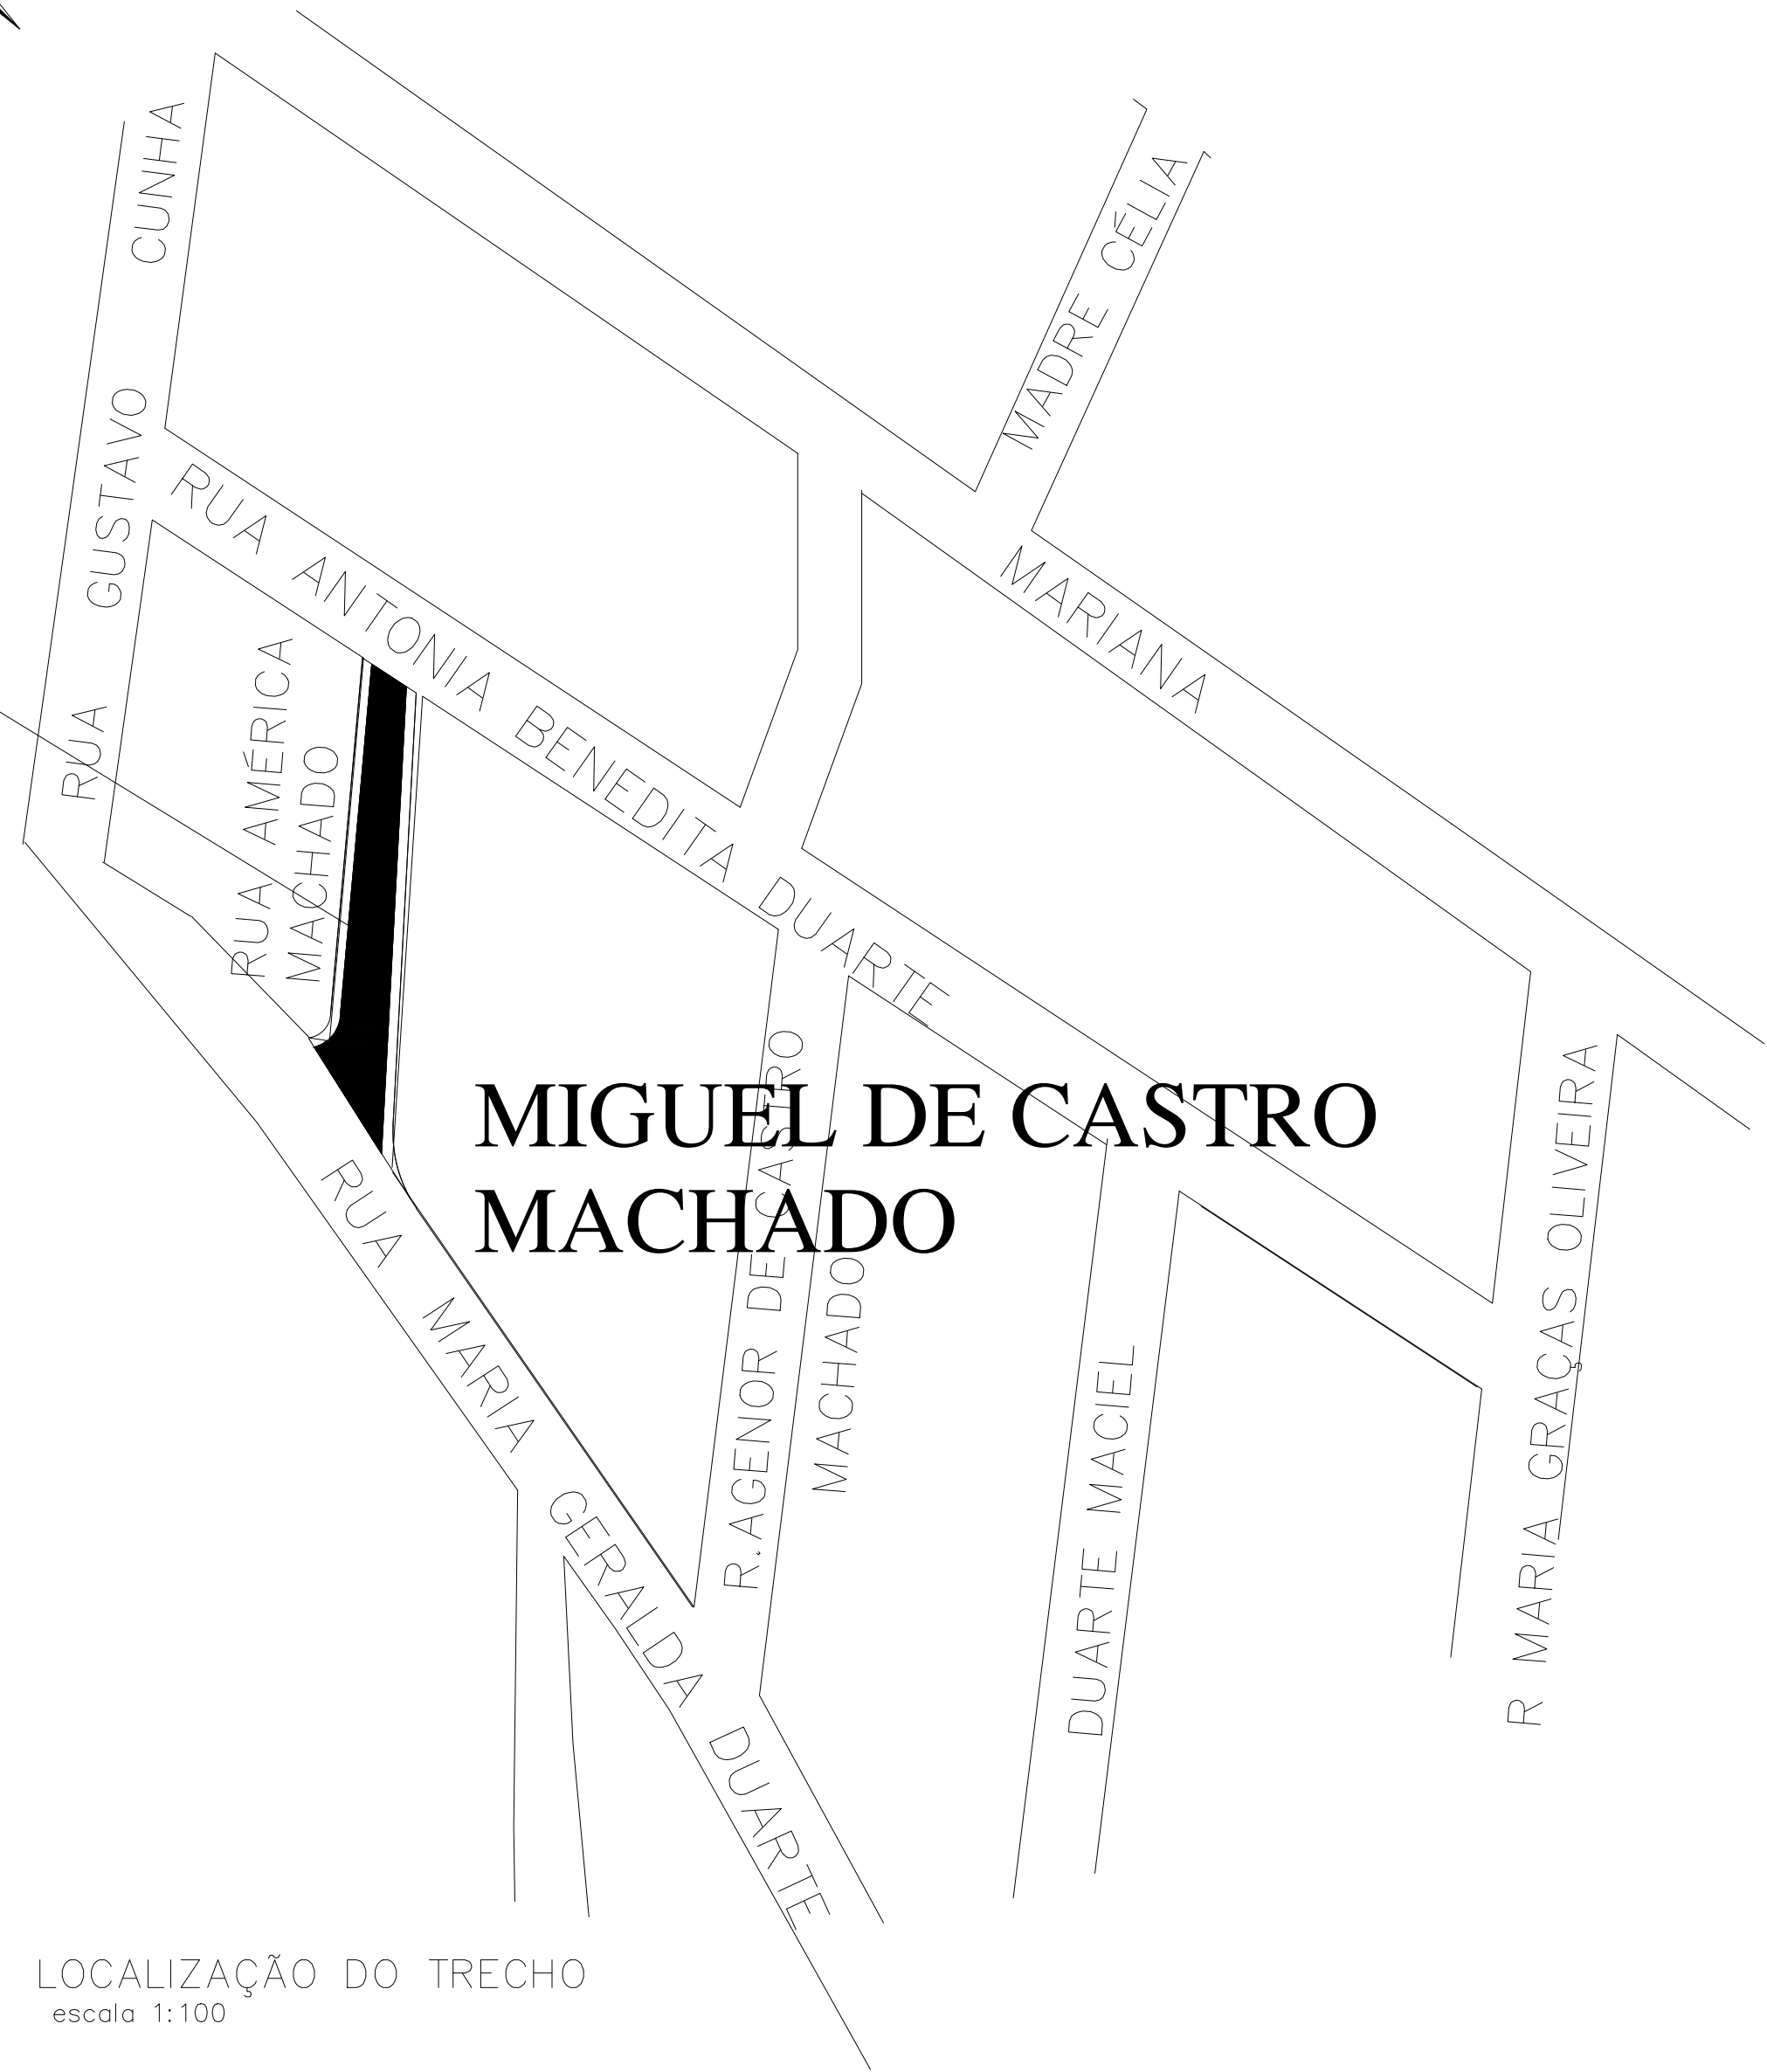 RUA GUSTAVO CUNHA
MADRE CÉLIA
RUA ANTONIA BENEDITA DUARTE
MARIANA
RUA AMÉRICA
MACHADO
MIGUEL DE CASTRO
MACHADO
R.AGENOR DE CASTRO
MACHADO
RUA MARIA GERALDA DUARTE
DUARTE MACIEL
R MARIA GRAÇAS OLIVEIRA
LOCALIZAÇÃO DO TRECHO
escala 1:100